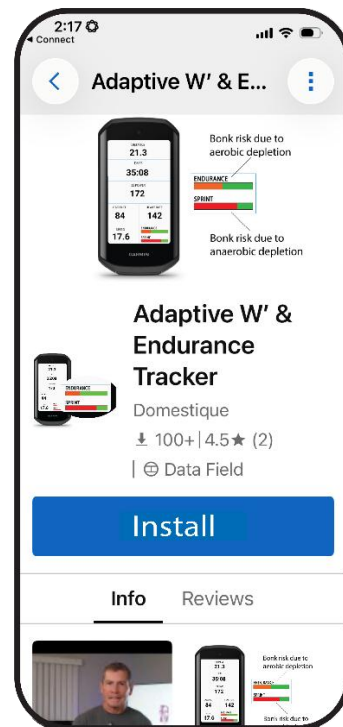 2:17
◂ Connect
Adaptive W' & E...
21.3
35:08
172
84 142
17.6
GARMIN
Bonk risk due to
aerobic depletion
ENDURANCE
SPRINT
Bonk risk due to
anaerobic depletion
Adaptive W' &
Endurance
Tracker
Domestique
100+ | 4.5★ (2)
| Data Field
Install
Info Reviews
21.3
35:08
172
84 142
17.6
Bonk risk due to
aerobic depletion
SPRINT
Bonk risk due to